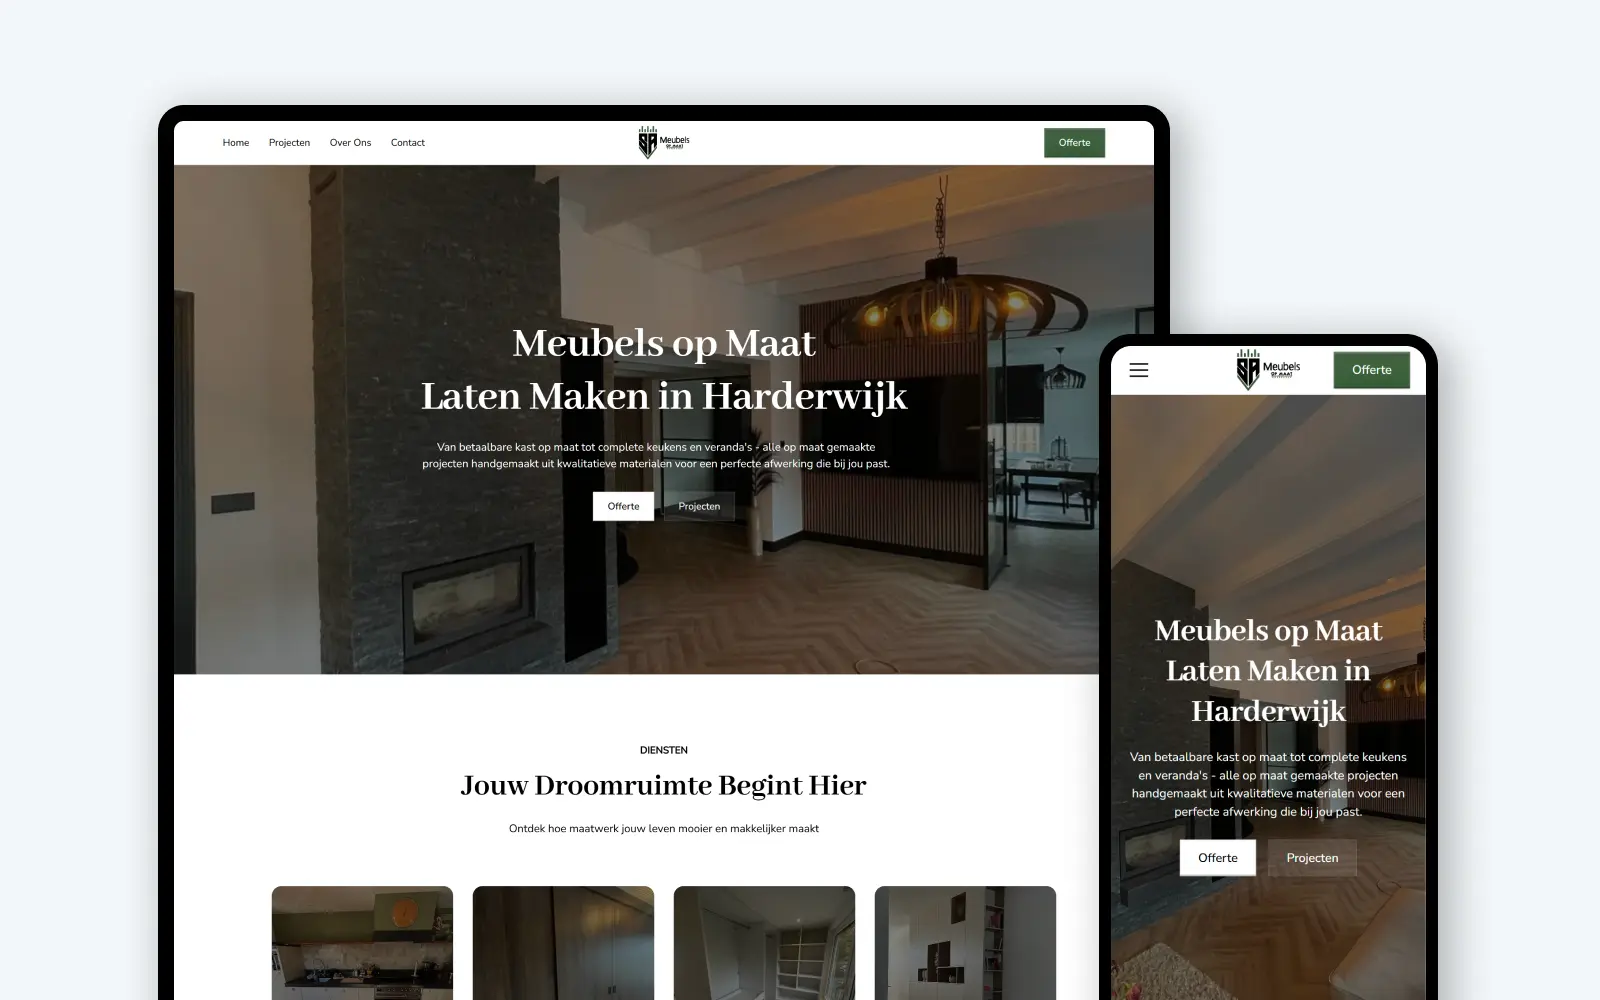 Home Projecten Over Ons Contact
SA Meubels
OP MAAT
Offerte
Meubels op Maat
Laten Maken in Harderwijk
Van betaalbare kast op maat tot complete keukens en veranda's - alle op maat gemaakte
projecten handgemaakt uit kwalitatieve materialen voor een perfecte afwerking die bij jou past.
Offerte Projecten
DIENSTEN
Jouw Droomruimte Begint Hier
Ontdek hoe maatwerk jouw leven mooier en makkelijker maakt
SA Meubels
OP MAAT
Offerte
Meubels op Maat
Laten Maken in
Harderwijk
Van betaalbare kast op maat tot complete keukens
en veranda's - alle op maat gemaakte projecten
handgemaakt uit kwalitatieve materialen voor een
perfecte afwerking die bij jou past.
Offerte Projecten